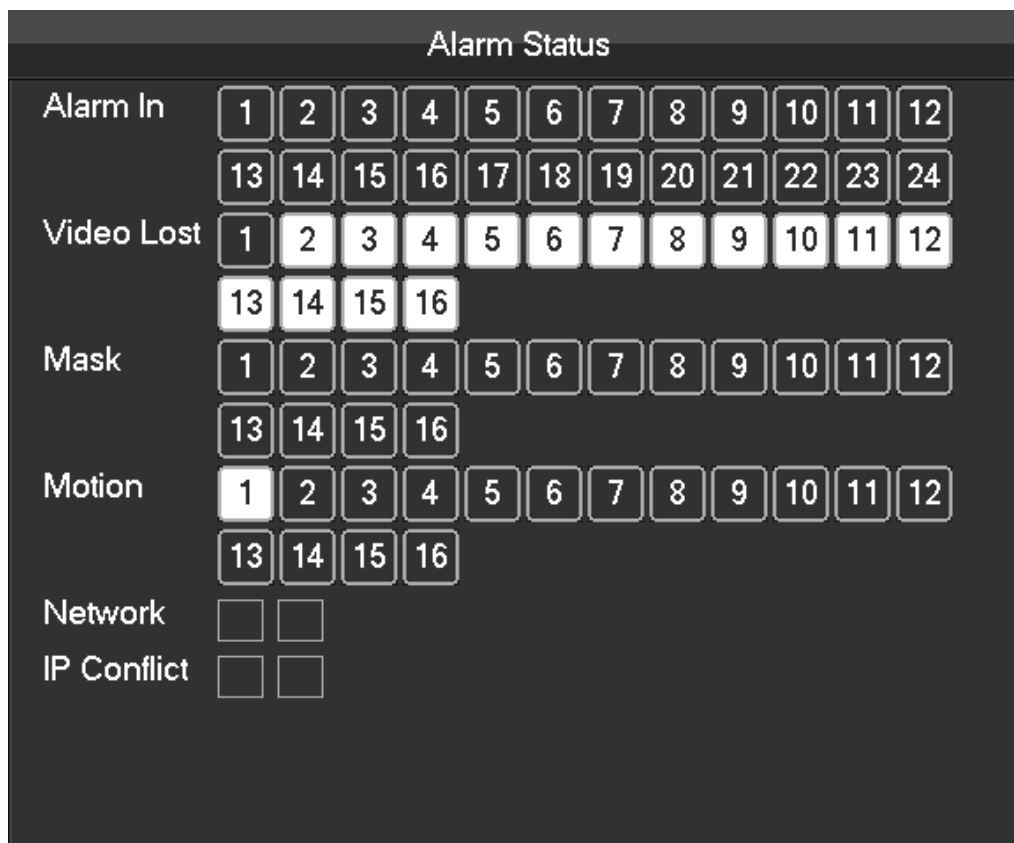 Alarm Status
Alarm In 1 2 3 4 5 6 7 8 9 10 11 12
13 14 15 16 17 18 19 20 21 22 23 24
Video Lost 1 2 3 4 5 6 7 8 9 10 11 12
13 14 15 16
Mask 1 2 3 4 5 6 7 8 9 10 11 12
13 14 15 16
Motion 1 2 3 4 5 6 7 8 9 10 11 12
13 14 15 16
Network
IP Conflict